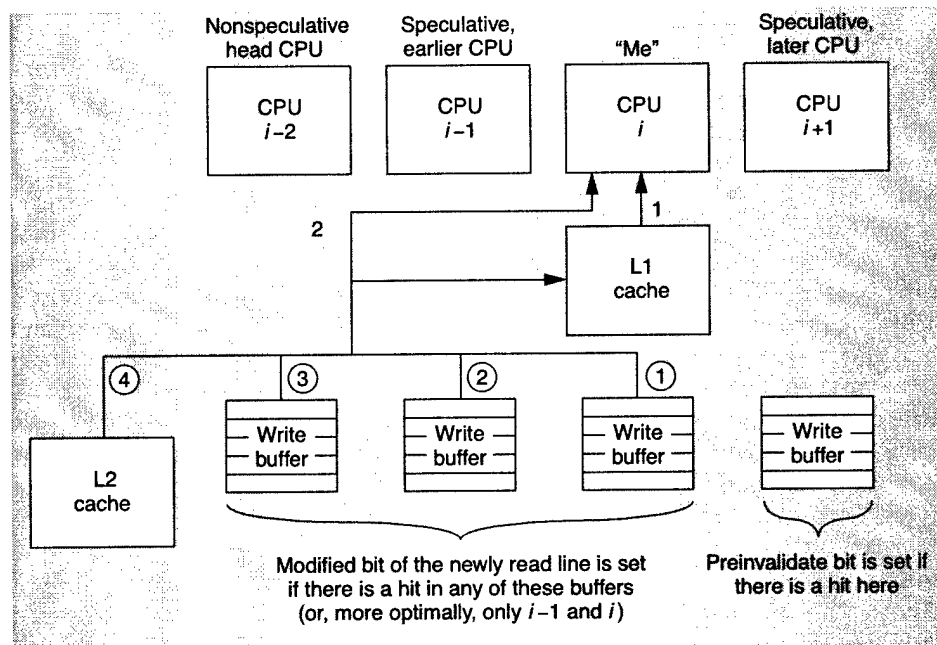 Nonspeculative
head CPU
Speculative,
earlier CPU
“Me”
Speculative,
later CPU
CPU
i–2
CPU
i–1
CPU
i
CPU
i+1
2
1
L1
cache
4
3
2
1
L2
cache
Write
buffer
Write
buffer
Write
buffer
Write
buffer
Modified bit of the newly read line is set
if there is a hit in any of these buffers
(or, more optimally, only i–1 and i)
Preinvalidate bit is set if
there is a hit here